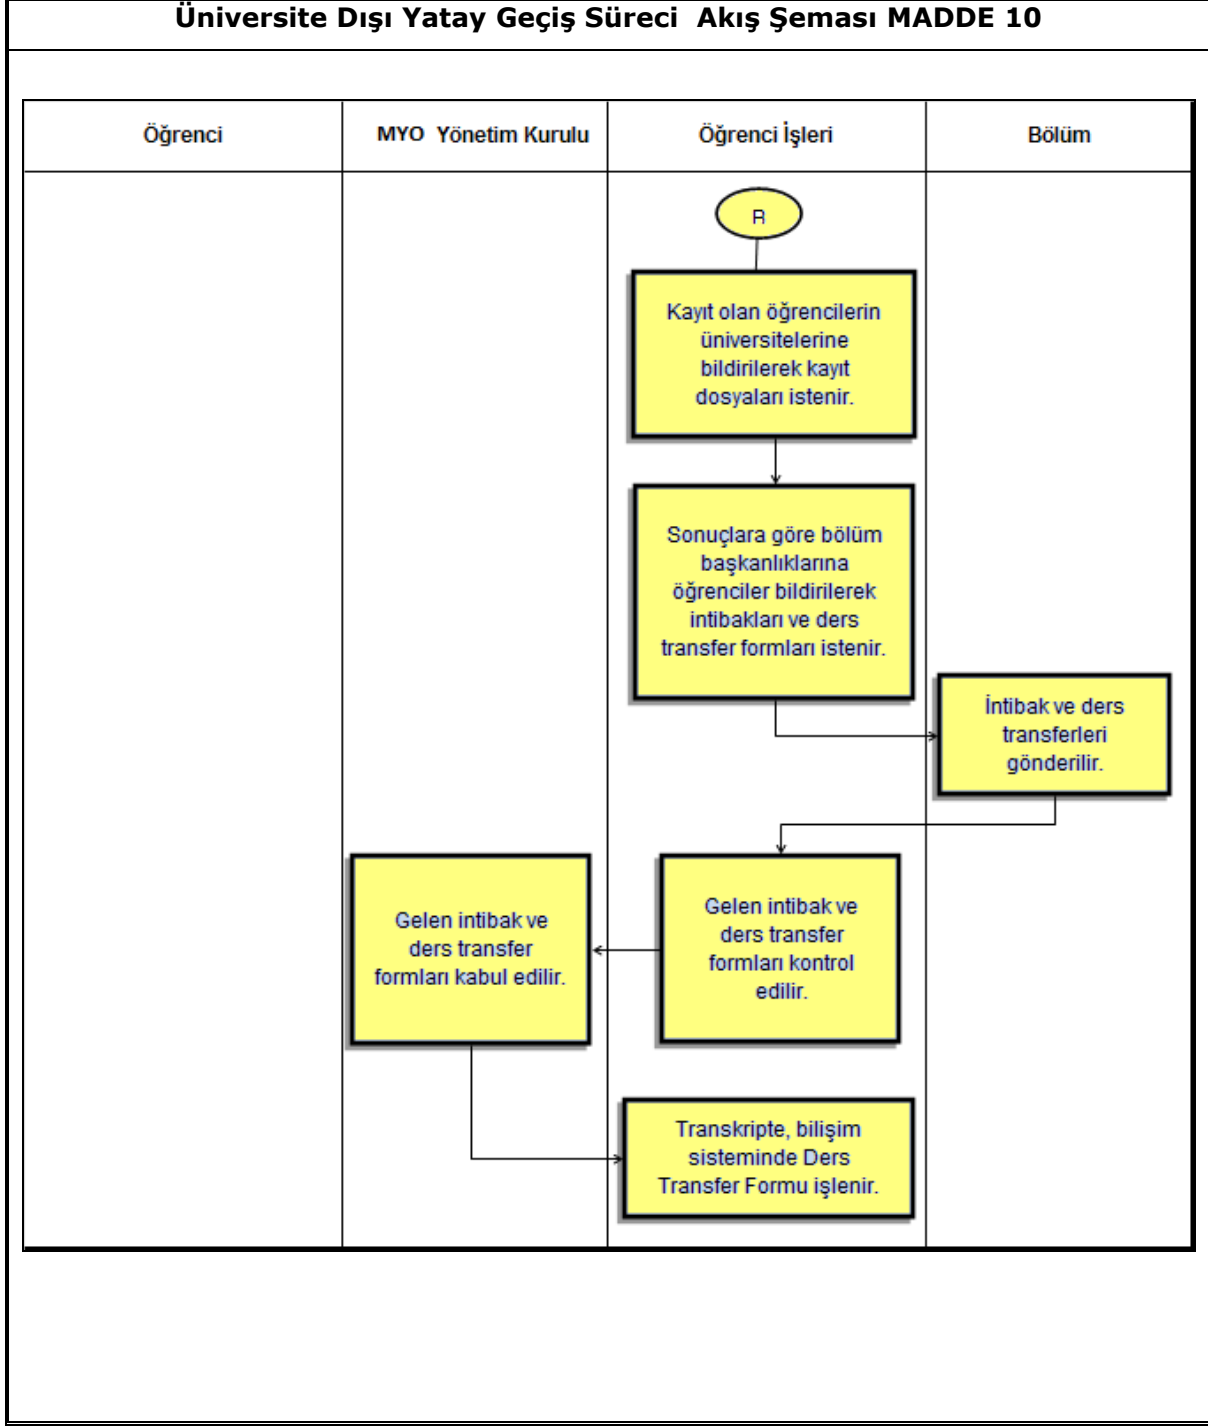 Üniversite Dışı Yatay Geçiş Süreci Akış Şeması MADDE 10
Öğrenci
MYO Yönetim Kurulu
Öğrenci İşleri
Bölüm
R
Kayıt olan öğrencilerin
üniversitelerine
bildirilerek kayıt
dosyaları istenir.
Sonuçlara göre bölüm
başkanlıklarına
öğrenciler bildirilerek
intibakları ve ders
transfer formları istenir.
İntibak ve ders
transferleri
gönderilir.
Gelen intibak ve
ders transfer
formları kontrol
edilir.
Gelen intibak ve
ders transfer
formları kabul edilir.
Transkripte, bilişim
sisteminde Ders
Transfer Formu işlenir.